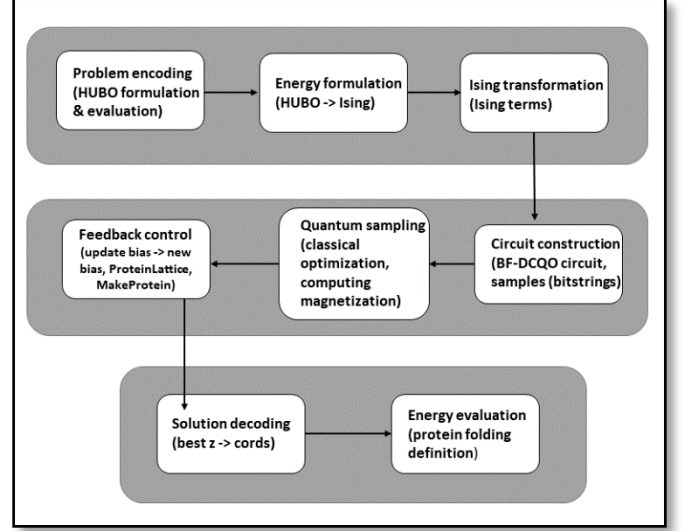 Problem encoding
(HUBO formulation
& evaluation)
Energy formulation
(HUBO -> Ising)
Ising transformation
(Ising terms)
Circuit construction
(BF-DCQO circuit,
samples (bitstrings)
Quantum sampling
(classical
optimization,
computing
magnetization)
Feedback control
(update bias -> new
bias, ProteinLattice,
MakeProtein)
Solution decoding
(best z -> cords)
Energy evaluation
(protein folding
definition)